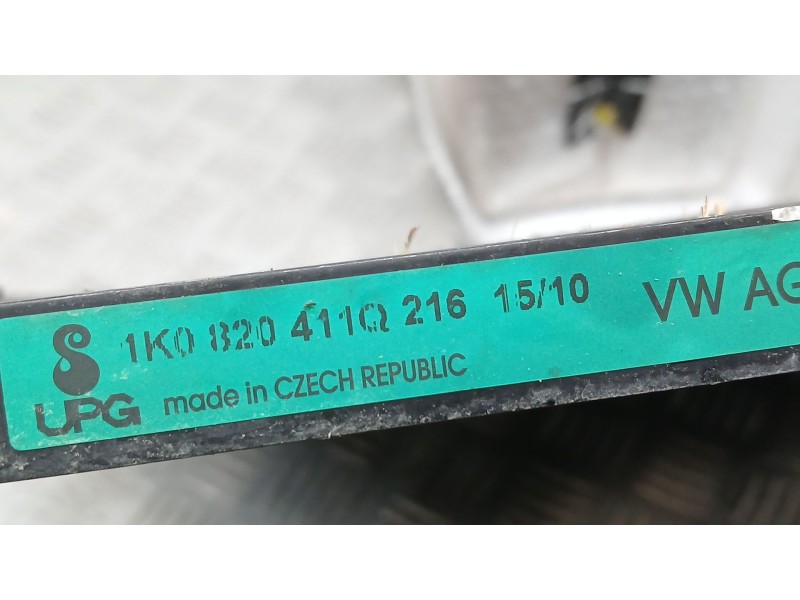 1K0 820 411Q 216 15/10 VW AG
UPG made in CZECH REPUBLIC